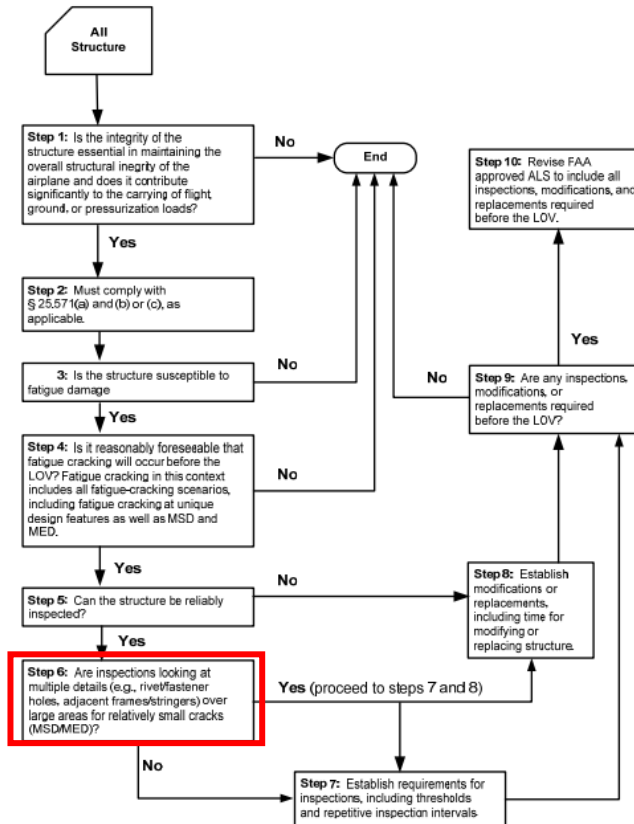 All
Structure
Step 1: Is the integrity of the
structure essential in maintaining the
overall structural inegrity of the
airplane and does it contribute
significantly to the carrying of flight,
ground, or pressurization loads?
No
End
Step 10: Revise FAA
approved ALS to include all
inspections, modifications, and
replacements required
before the LOV.
Yes
Step 2: Must comply with
§ 25.571(a) and (b) or (c), as
applicable.
3: Is the structure susceptible to
fatigue damage
No
Yes
No
Step 9: Are any inspections,
modifications, or
replacements required
before the LOV?
Yes
Step 4: Is it reasonably foreseeable that
fatigue cracking will occur before the
LOV? Fatigue cracking in this context
includes all fatigue-cracking scenarios,
including fatigue cracking at unique
design features as well as MSD and
MED.
No
Yes
Step 5: Can the structure be reliably
inspected?
No
Step 8: Establish
modifications or
replacements,
including time for
modifying or
replacing structure.
Yes
Step 6: Are inspections looking at
multiple details (e.g., rivet/fastener
holes, adjacent frames/stringers) over
large areas for relatively small cracks
(MSD/MED)?
Yes (proceed to steps 7 and 8)
No
Step 7: Establish requirements for
inspections, including thresholds
and repetitive inspection intervals